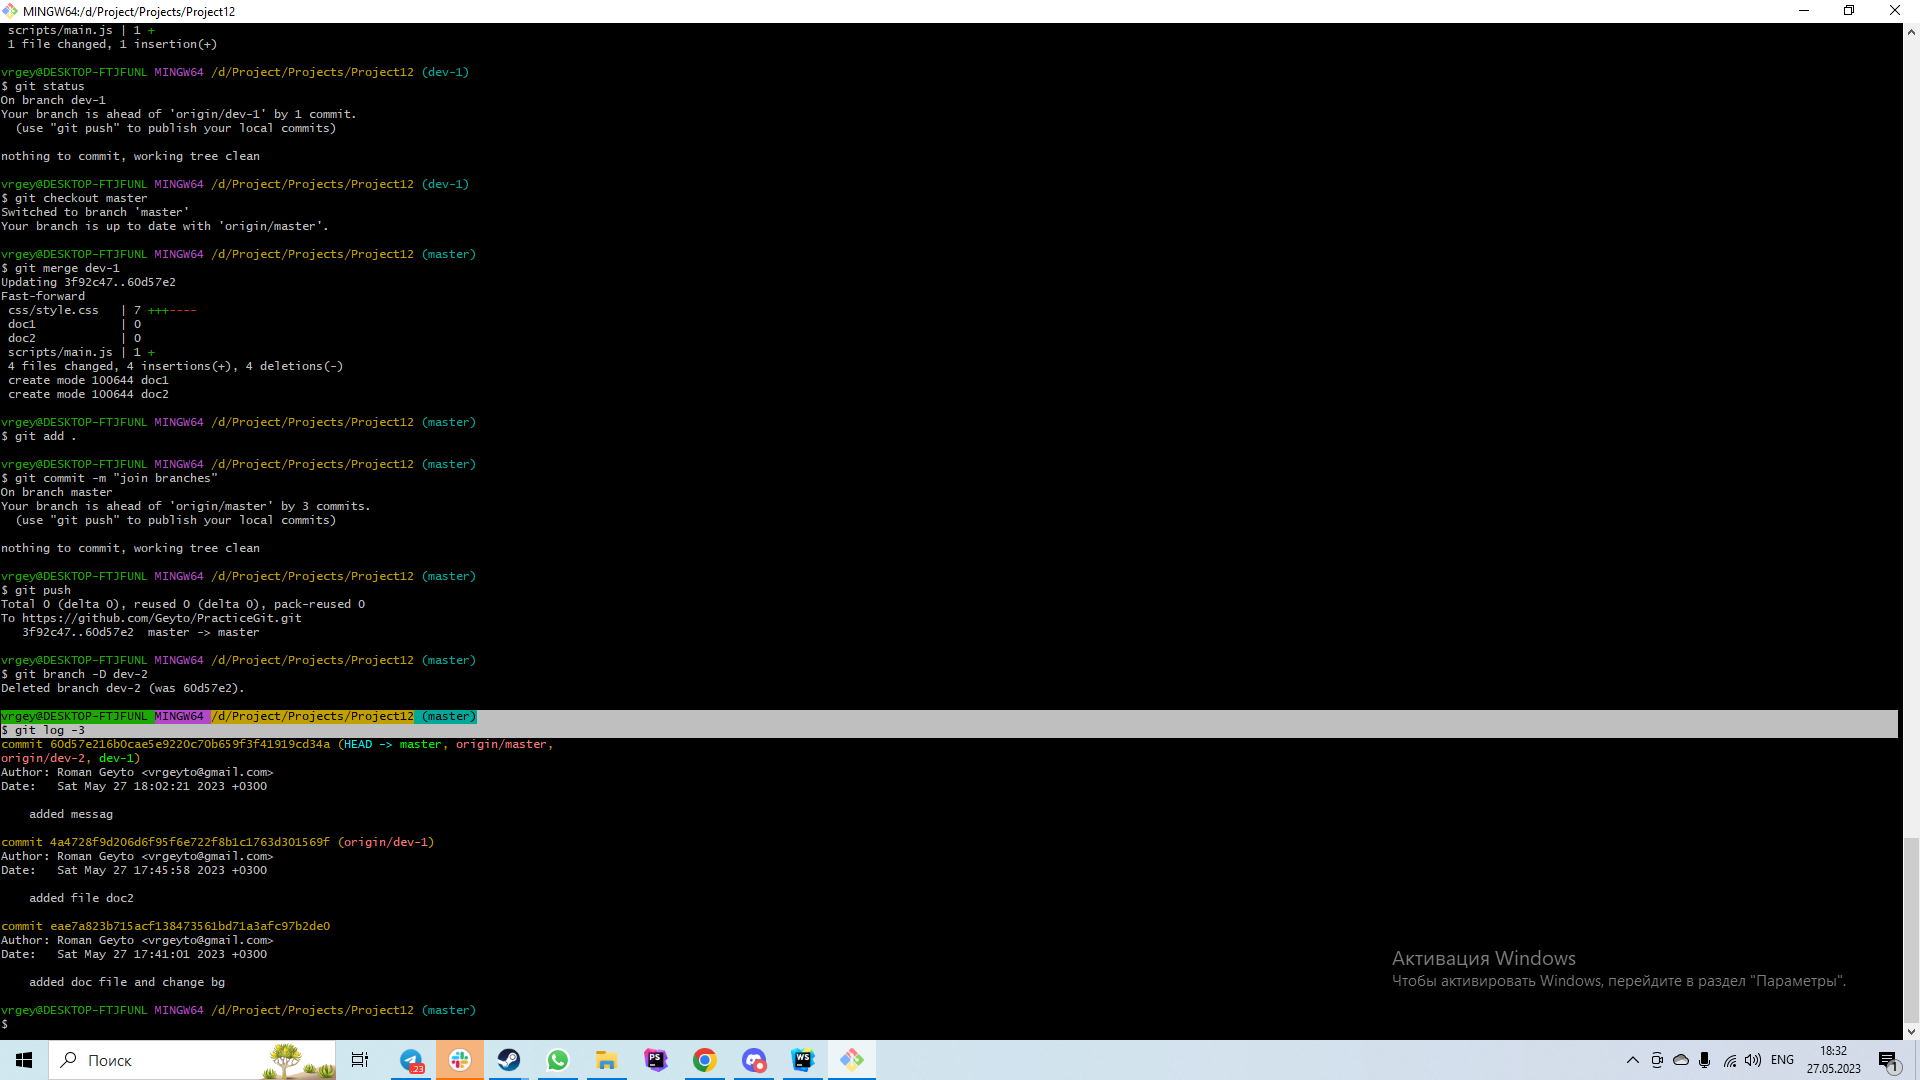 MINGW64:/d/Project/Projects/Project12
scripts/main.js | 1 +
1 file changed, 1 insertion(+)
vrgey@DESKTOP-FTJFUNL MINGW64 /d/Project/Projects/Project12 (dev-1)
$ git status
On branch dev-1
Your branch is ahead of 'origin/dev-1' by 1 commit.
(use "git push" to publish your local commits)
nothing to commit, working tree clean
vrgey@DESKTOP-FTJFUNL MINGW64 /d/Project/Projects/Project12 (dev-1)
$ git checkout master
Switched to branch 'master'
Your branch is up to date with 'origin/master'.
vrgey@DESKTOP-FTJFUNL MINGW64 /d/Project/Projects/Project12 (master)
$ git merge dev-1
Updating 3f92c47..60d57e2
Fast-forward
css/style.css   | 7 +++----
doc1            | 0
doc2            | 0
scripts/main.js | 1 +
4 files changed, 4 insertions(+), 4 deletions(-)
create mode 100644 doc1
create mode 100644 doc2
vrgey@DESKTOP-FTJFUNL MINGW64 /d/Project/Projects/Project12 (master)
$ git add .
vrgey@DESKTOP-FTJFUNL MINGW64 /d/Project/Projects/Project12 (master)
$ git commit -m "join branches"
On branch master
Your branch is ahead of 'origin/master' by 3 commits.
(use "git push" to publish your local commits)
nothing to commit, working tree clean
vrgey@DESKTOP-FTJFUNL MINGW64 /d/Project/Projects/Project12 (master)
$ git push
Total 0 (delta 0), reused 0 (delta 0), pack-reused 0
To https://github.com/Geyto/PracticeGit.git
3f92c47..60d57e2  master -> master
vrgey@DESKTOP-FTJFUNL MINGW64 /d/Project/Projects/Project12 (master)
$ git branch -D dev-2
Deleted branch dev-2 (was 60d57e2).
vrgey@DESKTOP-FTJFUNL MINGW64 /d/Project/Projects/Project12 (master)
$ git log -3
commit 60d57e216b0cae5e9220c70b659f3f41919cd34a (HEAD -> master, origin/master,
origin/dev-2, dev-1)
Author: Roman Geyto <vrgeyto@gmail.com>
Date:   Sat May 27 18:02:21 2023 +0300
added messag
commit 4a4728f9d206d6f95f6e722f8b1c1763d301569f (origin/dev-1)
Author: Roman Geyto <vrgeyto@gmail.com>
Date:   Sat May 27 17:45:58 2023 +0300
added file doc2
commit eae7a823b715acf138473561bd71a3afc97b2de0
Author: Roman Geyto <vrgeyto@gmail.com>
Date:   Sat May 27 17:41:01 2023 +0300
added doc file and change bg
vrgey@DESKTOP-FTJFUNL MINGW64 /d/Project/Projects/Project12 (master)
$
Активация Windows
Чтобы активировать Windows, перейдите в раздел "Параметры".
Поиск
23
PS
WS
ENG
18:32
27.05.2023
1